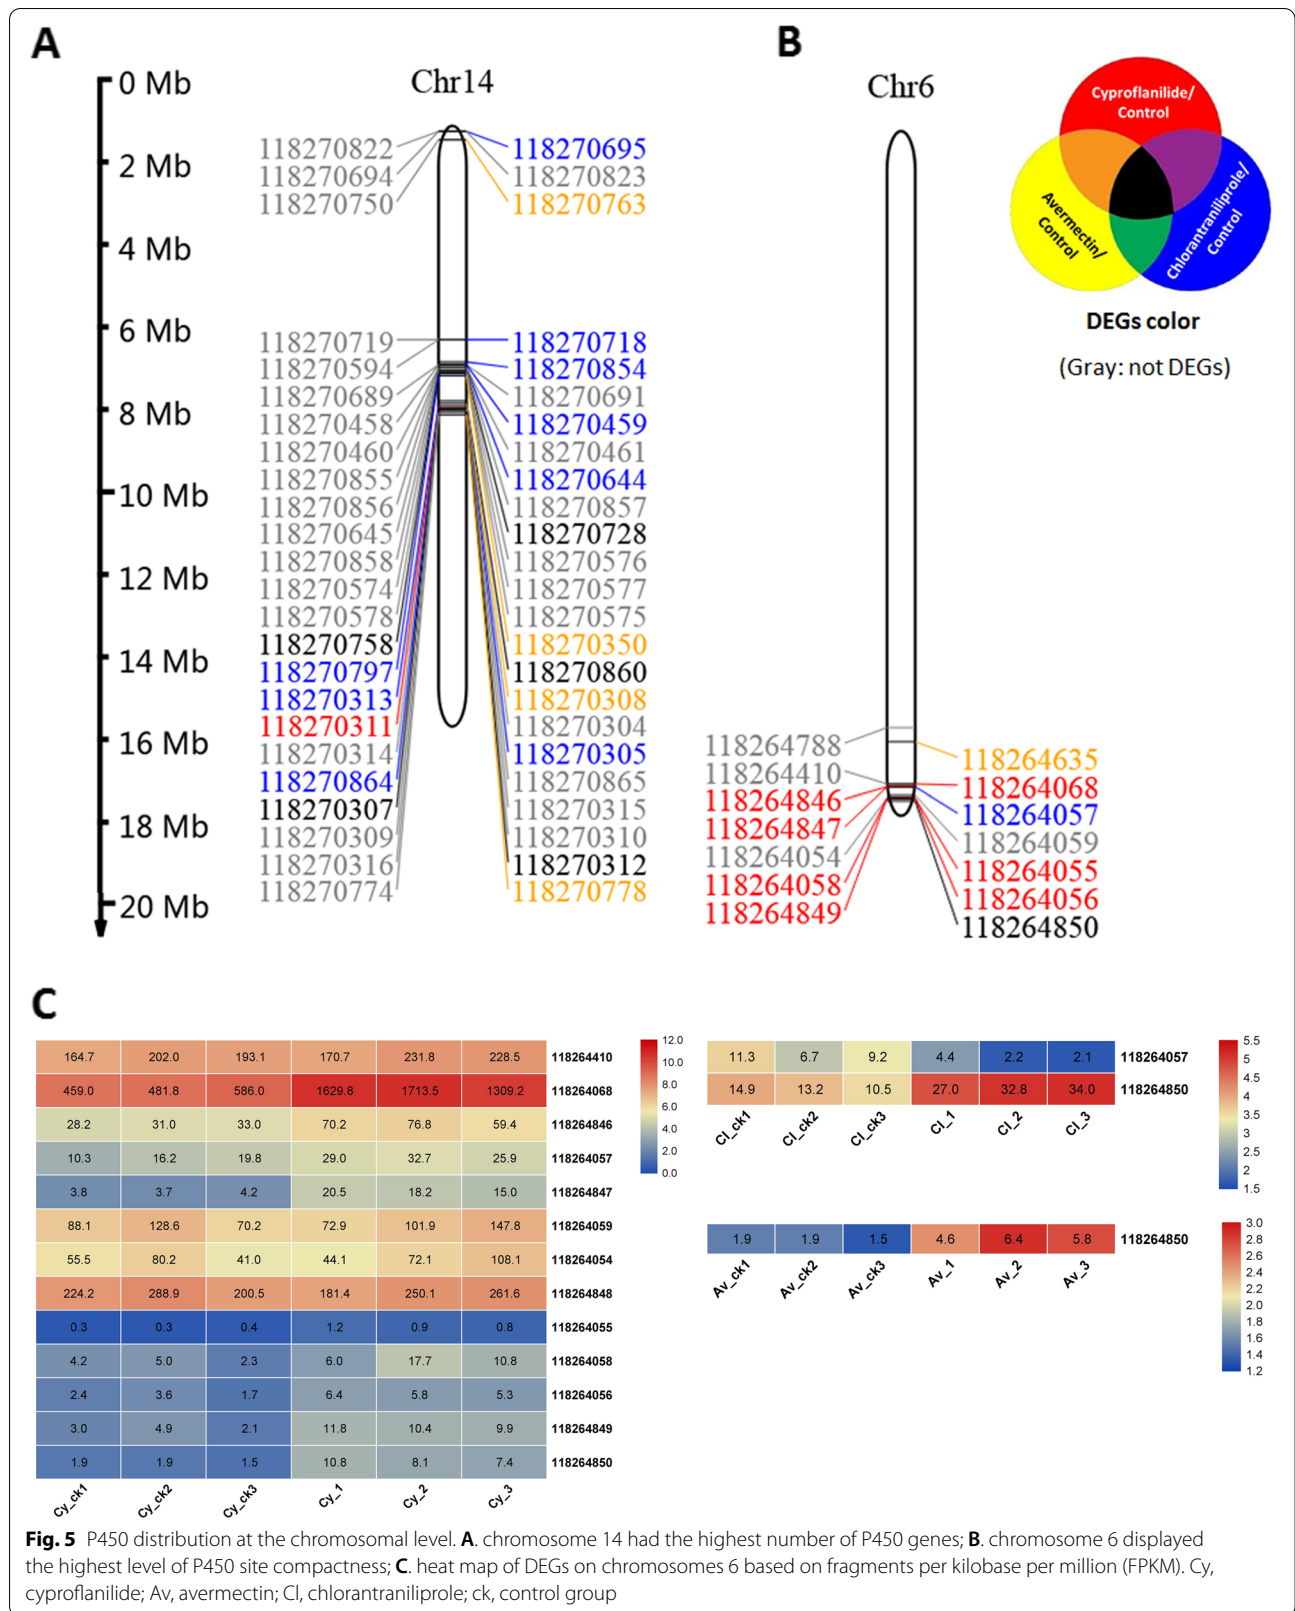 A
B
Chr14
Chr6
0 Mb
2 Mb
4 Mb
6 Mb
8 Mb
10 Mb
12 Mb
14 Mb
16 Mb
18 Mb
20 Mb
118270822
118270694
118270750
118270695
118270823
118270763
118270719
118270594
118270689
118270458
118270460
118270855
118270856
118270645
118270858
118270574
118270578
118270758
118270797
118270313
118270311
118270314
118270864
118270307
118270309
118270316
118270774
118270718
118270854
118270691
118270459
118270461
118270644
118270857
118270728
118270576
118270577
118270575
118270350
118270860
118270308
118270304
118270305
118270865
118270315
118270310
118270312
118270778
118264788
118264410
118264846
118264847
118264054
118264058
118264849
118264635
118264068
118264057
118264059
118264055
118264056
118264850
Cyproflanilide/
Control
Avermectin/
Control
Chlorantraniliprole/
Control
DEGs color
(Gray: not DEGs)
C
164.7 202.0 193.1 170.7 231.8 228.5 118264410
459.0 481.8 586.0 1629.8 1713.5 1309.2 118264068
28.2 31.0 33.0 70.2 76.8 59.4 118264846
10.3 16.2 19.8 29.0 32.7 25.9 118264057
3.8 3.7 4.2 20.5 18.2 15.0 118264847
88.1 128.6 70.2 72.9 101.9 147.8 118264059
55.5 80.2 41.0 44.1 72.1 108.1 118264054
224.2 288.9 200.5 181.4 250.1 261.6 118264848
0.3 0.3 0.4 1.2 0.9 0.8 118264055
4.2 5.0 2.3 6.0 17.7 10.8 118264058
2.4 3.6 1.7 6.4 5.8 5.3 118264056
3.0 4.9 2.1 11.8 10.4 9.9 118264849
1.9 1.9 1.5 10.8 8.1 7.4 118264850
Cy_ck1 Cy_ck2 Cy_ck3 Cy_1 Cy_2 Cy_3
12.0
10.0
8.0
6.0
4.0
2.0
0.0
11.3 6.7 9.2 4.4 2.2 2.1 118264057
14.9 13.2 10.5 27.0 32.8 34.0 118264850
Cl_ck1 Cl_ck2 Cl_ck3 Cl_1 Cl_2 Cl_3
5.5
5
4.5
4
3.5
3
2.5
2
1.5
1.9 1.9 1.5 4.6 6.4 5.8 118264850
Av_ck1 Av_ck2 Av_ck3 Av_1 Av_2 Av_3
3.0
2.8
2.6
2.4
2.2
2.0
1.8
1.6
1.4
1.2
Fig. 5 P450 distribution at the chromosomal level. A. chromosome 14 had the highest number of P450 genes; B. chromosome 6 displayed
the highest level of P450 site compactness; C. heat map of DEGs on chromosomes 6 based on fragments per kilobase per million (FPKM). Cy,
cyproflanilide; Av, avermectin; Cl, chlorantraniliprole; ck, control group